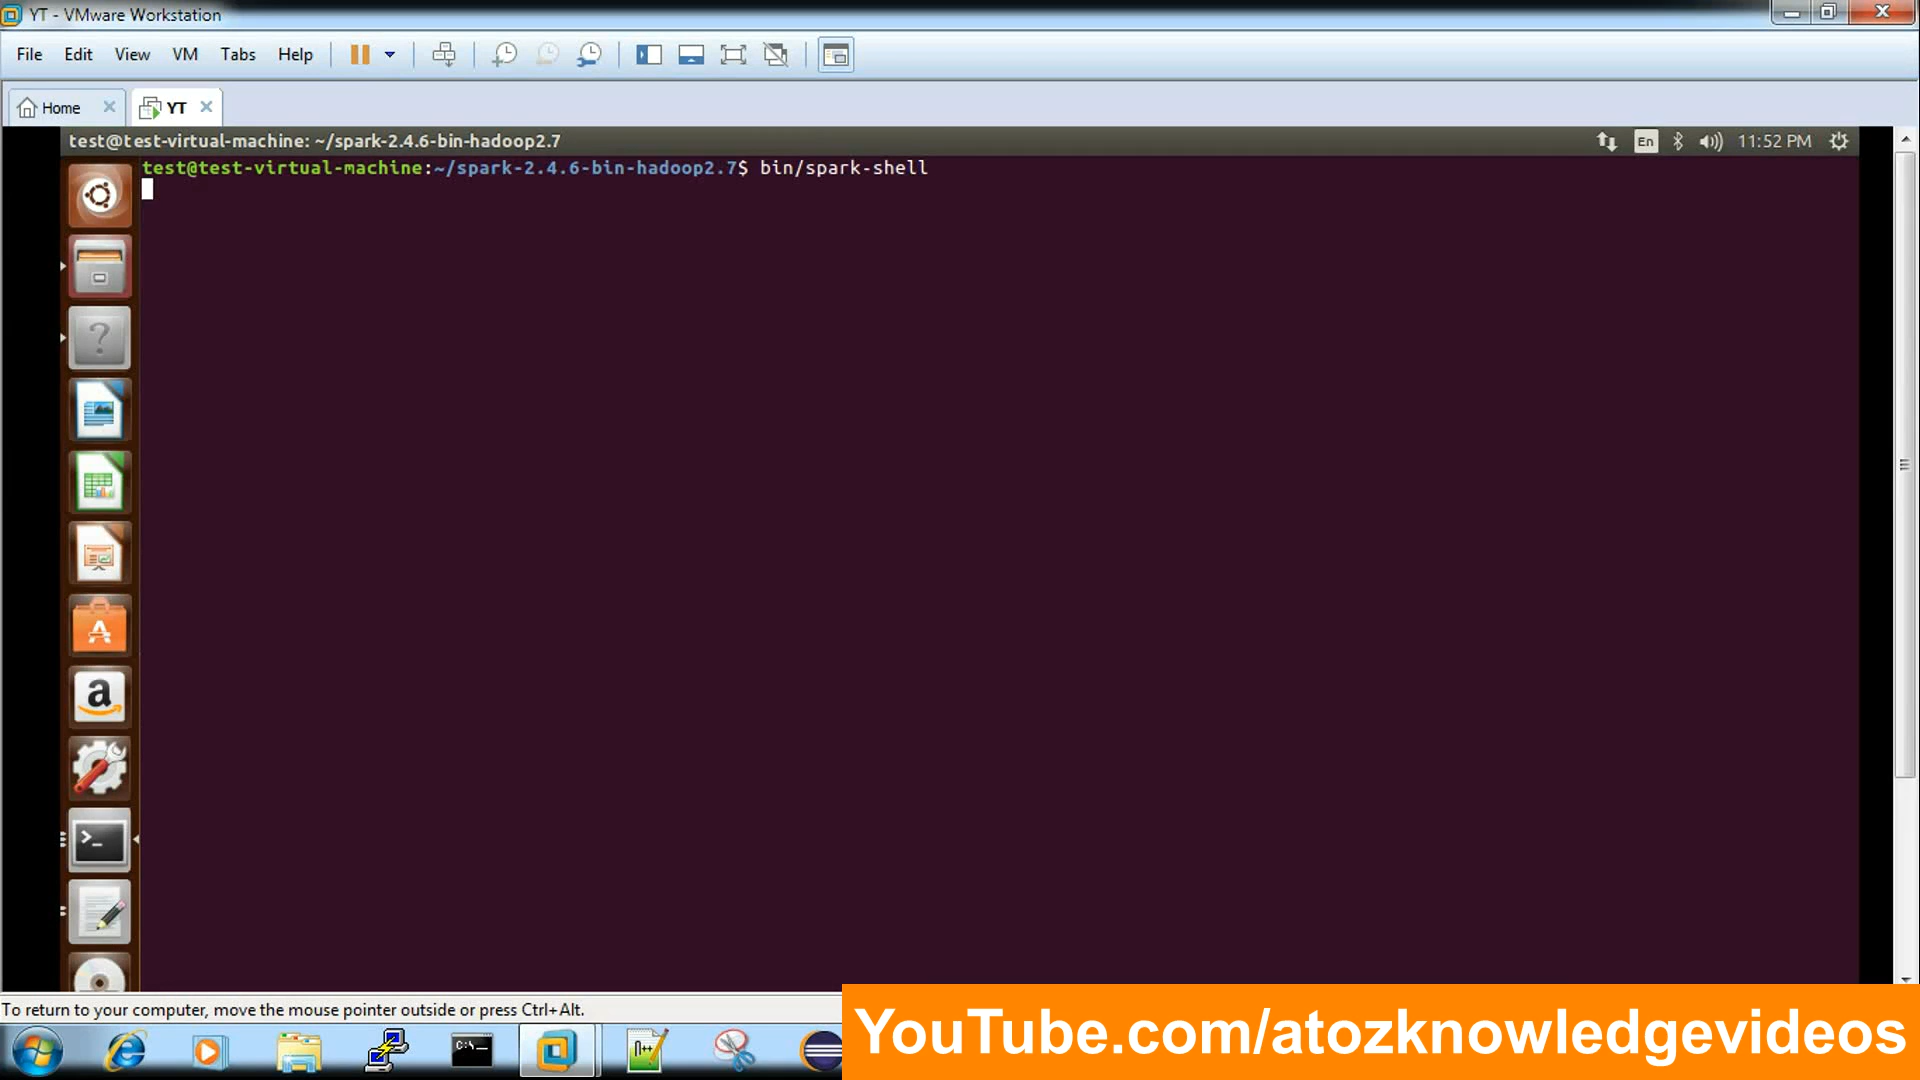 YT - VMware Workstation
File Edit View VM Tabs Help
Home YT
test@test-virtual-machine: ~/spark-2.4.6-bin-hadoop2.7 En 11:52 PM
test@test-virtual-machine:~/spark-2.4.6-bin-hadoop2.7$ bin/spark-shell
To return to your computer, move the mouse pointer outside or press Ctrl+Alt.
YouTube.com/atozknowledgevideos